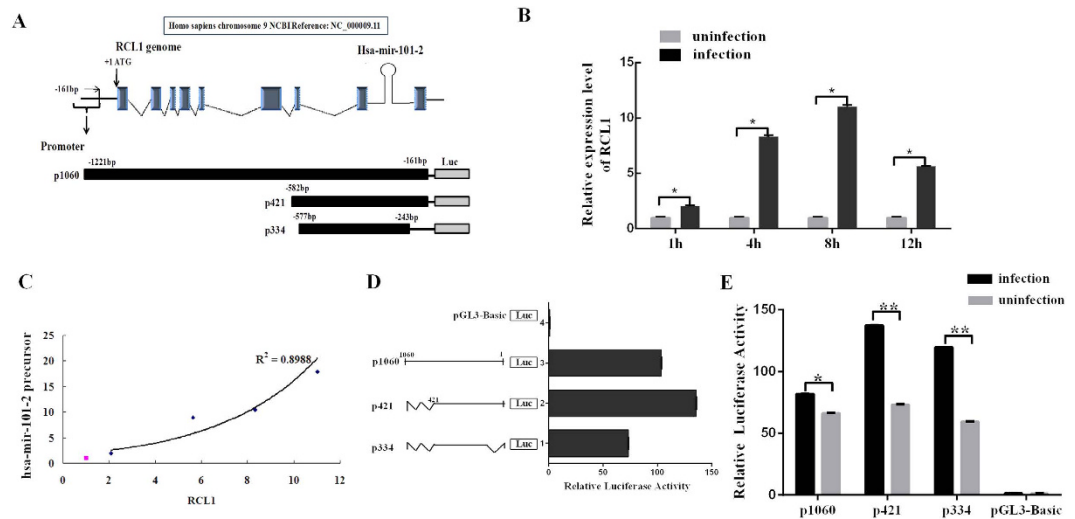 A
Homo sapiens chromosome 9 NCBI Reference: NC_000009.11
RCL1 genome
Hsa-mir-101-2
+1 ATG
-161bp
Promoter
-1221bp
-161bp
Luc
p1060
-582bp
p421
-577bp
-243bp
p334
B
uninfection
infection
Relative expression level
of RCL1
15
10
5
0
*
*
*
*
1h
4h
8h
12h
C
hsa-mir-101-2 precursor
25
20
15
10
5
0
R² = 0.8988
0
2
4
6
8
10
12
RCL1
D
pGL3-Basic
Luc
4
p1060
1060
1
Luc
3
p421
421
Luc
2
p334
Luc
1
0
50
100
150
Relative Luciferase Activity
E
infection
uninfection
Relative Luciferase Activity
150
100
50
0
*
**
**
p1060
p421
p334
pGL3-Basic